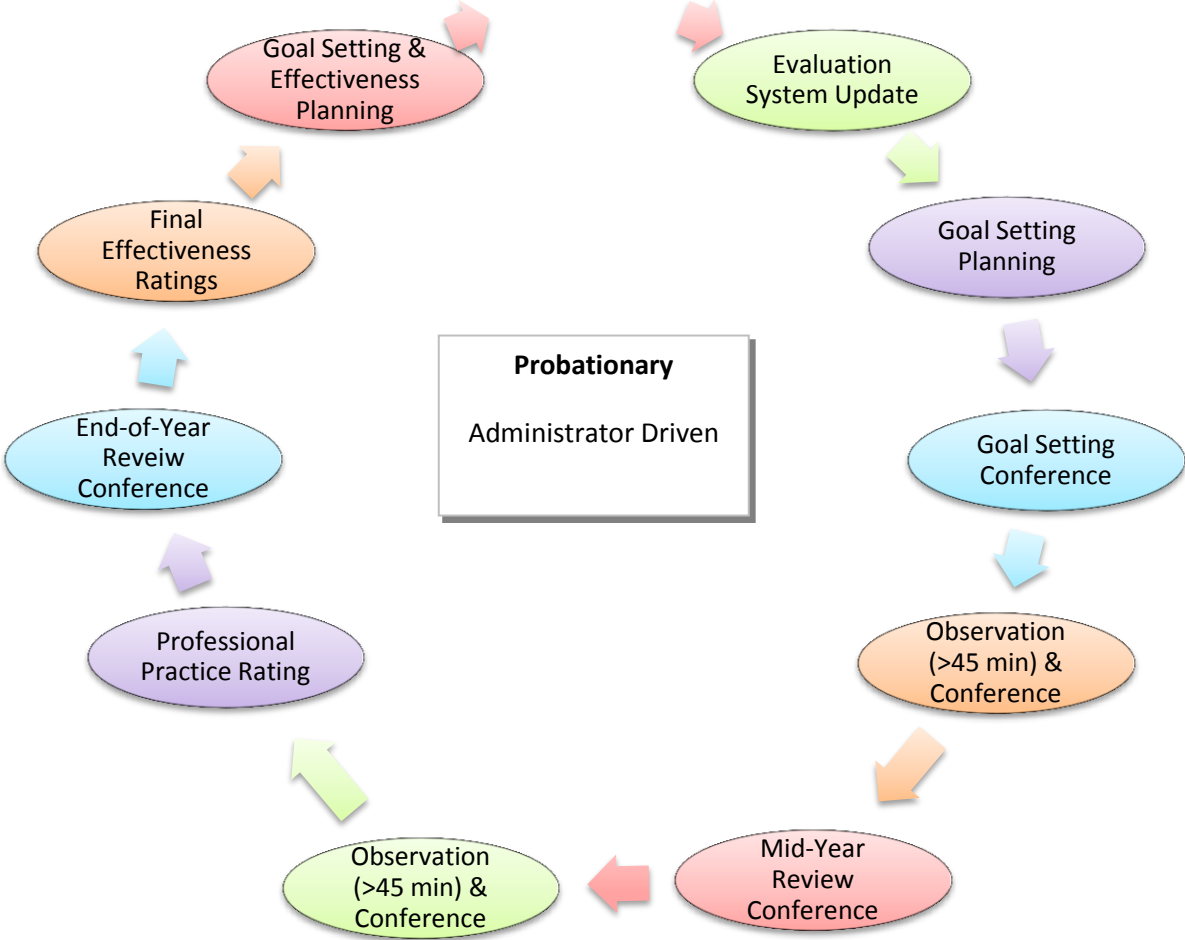 Goal Setting &
Effectiveness
Planning
Evaluation
System Update
Final
Effectiveness
Ratings
Goal Setting
Planning
Probationary
Administrator Driven
End-of-Year
Reveiw
Conference
Goal Setting
Conference
Professional
Practice Rating
Observation
(>45 min) &
Conference
Observation
(>45 min) &
Conference
Mid-Year
Review
Conference